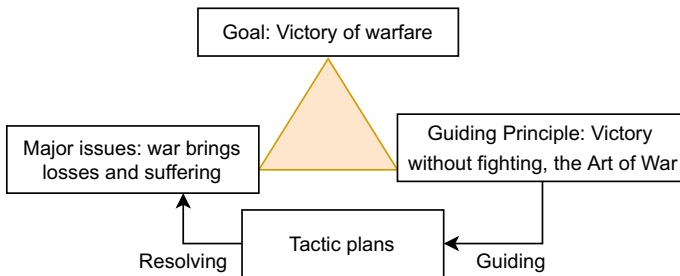 Goal: Victory of warfare
Major issues: war brings
losses and suffering
Guiding Principle: Victory
without fighting, the Art of War
Tactic plans
Resolving
Guiding